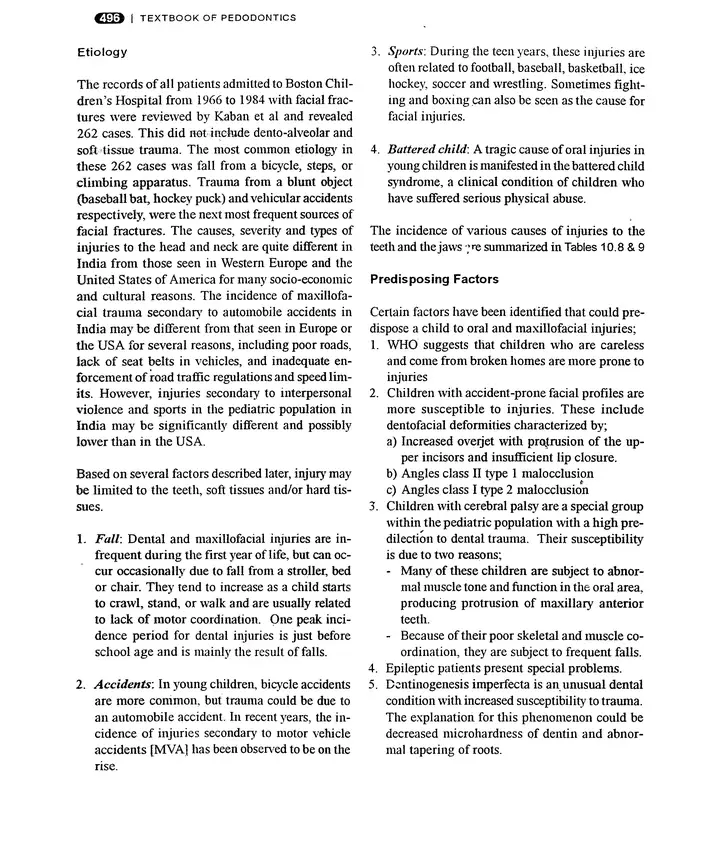 496 | TEXTBOOK OF PEDODONTICS
Etiology
The records of all patients admitted to Boston Chil-
dren's Hospital from 1966 to 1984 with facial frac-
tures were reviewed by Kaban et al and revealed
262 cases. This did not include dento-alveolar and
soft tissue trauma. The most common etiology in
these 262 cases was fall from a bicycle, steps, or
climbing apparatus. Trauma from a blunt object
(baseball bat, hockey puck) and vehicular accidents
respectively, were the next most frequent sources of
facial fractures. The causes, severity and types of
injuries to the head and neck are quite different in
India from those seen in Western Europe and the
United States of America for many socio-economic
and cultural reasons. The incidence of maxillofa-
cial trauma secondary to automobile accidents in
India may be different from that seen in Europe or
the USA for several reasons, including poor roads,
lack of seat belts in vehicles, and inadequate en-
forcement of road traffic regulations and speed lim-
its. However, injuries secondary to interpersonal
violence and sports in the pediatric population in
India may be significantly different and possibly
lower than in the USA.
Based on several factors described later, injury may
be limited to the teeth, soft tissues and/or hard tis-
sues.
1. Fall: Dental and maxillofacial injuries are in-
frequent during the first year of life, but can oc-
cur occasionally due to fall from a stroller, bed
or chair. They tend to increase as a child starts
to crawl, stand, or walk and are usually related
to lack of motor coordination. One peak inci-
dence period for dental injuries is just before
school age and is mainly the result of falls.
2. Accidents: In young children, bicycle accidents
are more common, but trauma could be due to
an automobile accident. In recent years, the in-
cidence of injuries secondary to motor vehicle
accidents [MVA] has been observed to be on the
rise.
3. Sports: During the teen years, these injuries are
often related to football, baseball, basketball, ice
hockey, soccer and wrestling. Sometimes fight-
ing and boxing can also be seen as the cause for
facial injuries.
4. Battered child: A tragic cause of oral injuries in
young children is manifested in the battered child
syndrome, a clinical condition of children who
have suffered serious physical abuse.
The incidence of various causes of injuries to the
teeth and the jaws are summarized in Tables 10.8 & 9
Predisposing Factors
Certain factors have been identified that could pre-
dispose a child to oral and maxillofacial injuries;
1. WHO suggests that children who are careless
and come from broken homes are more prone to
injuries
2. Children with accident-prone facial profiles are
more susceptible to injuries. These include
dentofacial deformities characterized by;
a) Increased overjet with protrusion of the up-
per incisors and insufficient lip closure.
b) Angles class II type 1 malocclusion
c) Angles class I type 2 malocclusion
3. Children with cerebral palsy are a special group
within the pediatric population with a high pre-
dilection to dental trauma. Their susceptibility
is due to two reasons;
- Many of these children are subject to abnor-
mal muscle tone and function in the oral area,
producing protrusion of maxillary anterior
teeth.
- Because of their poor skeletal and muscle co-
ordination, they are subject to frequent falls.
4. Epileptic patients present special problems.
5. Dentinogenesis imperfecta is an unusual dental
condition with increased susceptibility to trauma.
The explanation for this phenomenon could be
decreased microhardness of dentin and abnor-
mal tapering of roots.